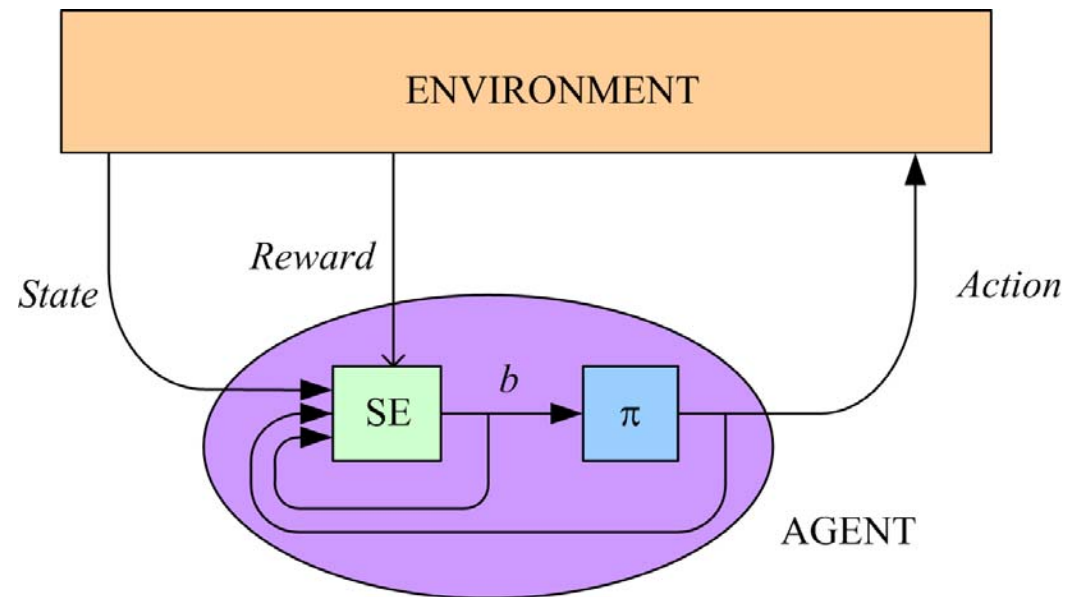 ENVIRONMENT
Reward
State
Action
b
SE
π
AGENT